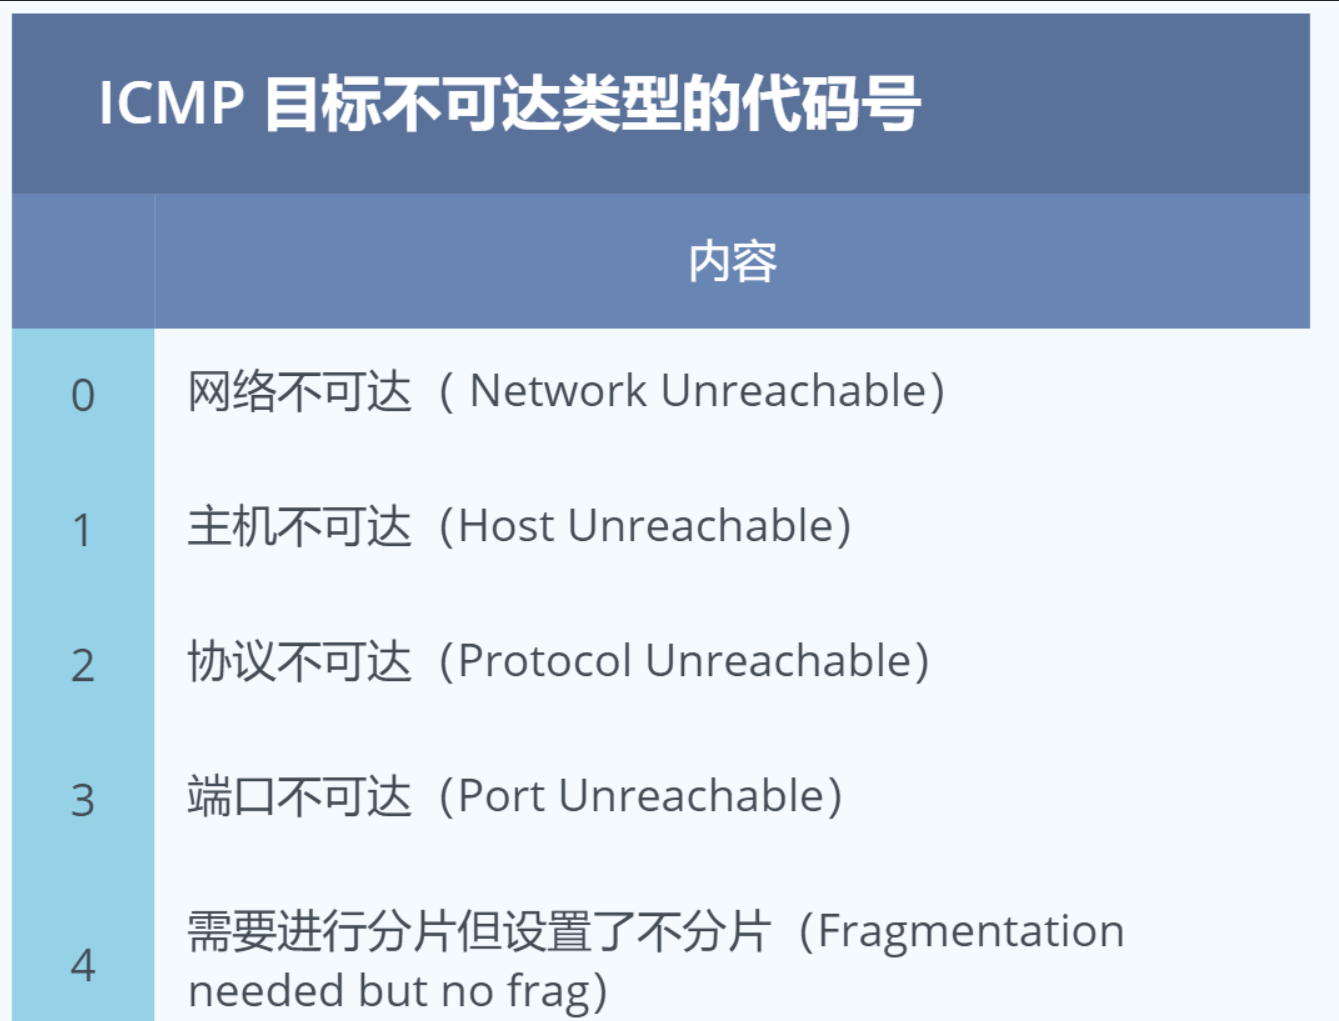 ICMP 目标不可达类型的代码号
内容
0
网络不可达（ Network Unreachable）
1
主机不可达（Host Unreachable）
2
协议不可达（Protocol Unreachable）
3
端口不可达（Port Unreachable）
4
需要进行分片但设置了不分片（Fragmentation
needed but no frag）